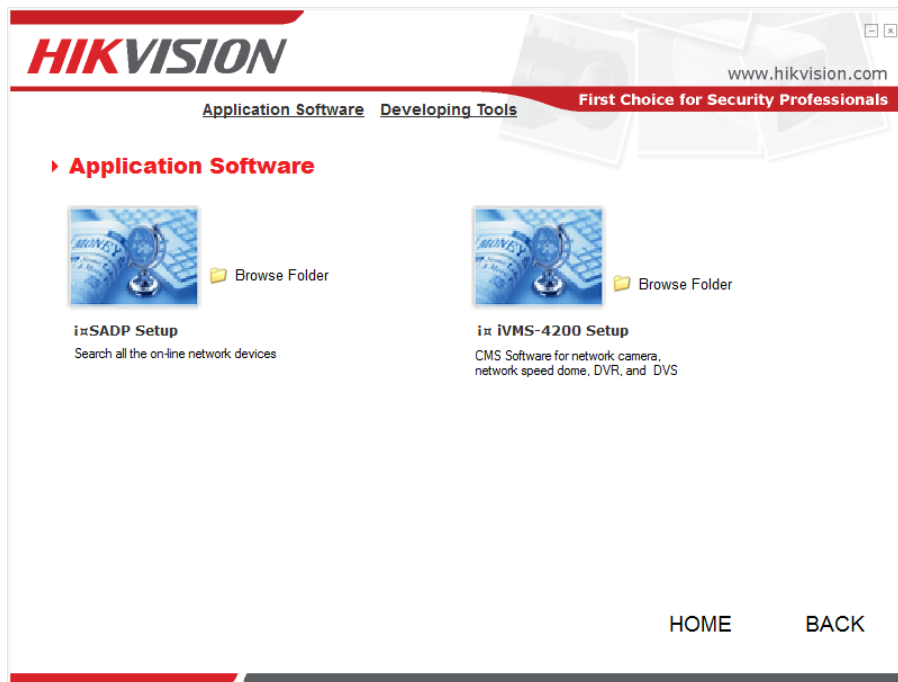 HIKVISION
www.hikvision.com
First Choice for Security Professionals
Application Software Developing Tools
Application Software
MONEY
Browse Folder
MONEY
Browse Folder
i¤SADP Setup
Search all the on-line network devices
i¤ iVMS-4200 Setup
CMS Software for network camera,
network speed dome, DVR, and DVS
HOME BACK